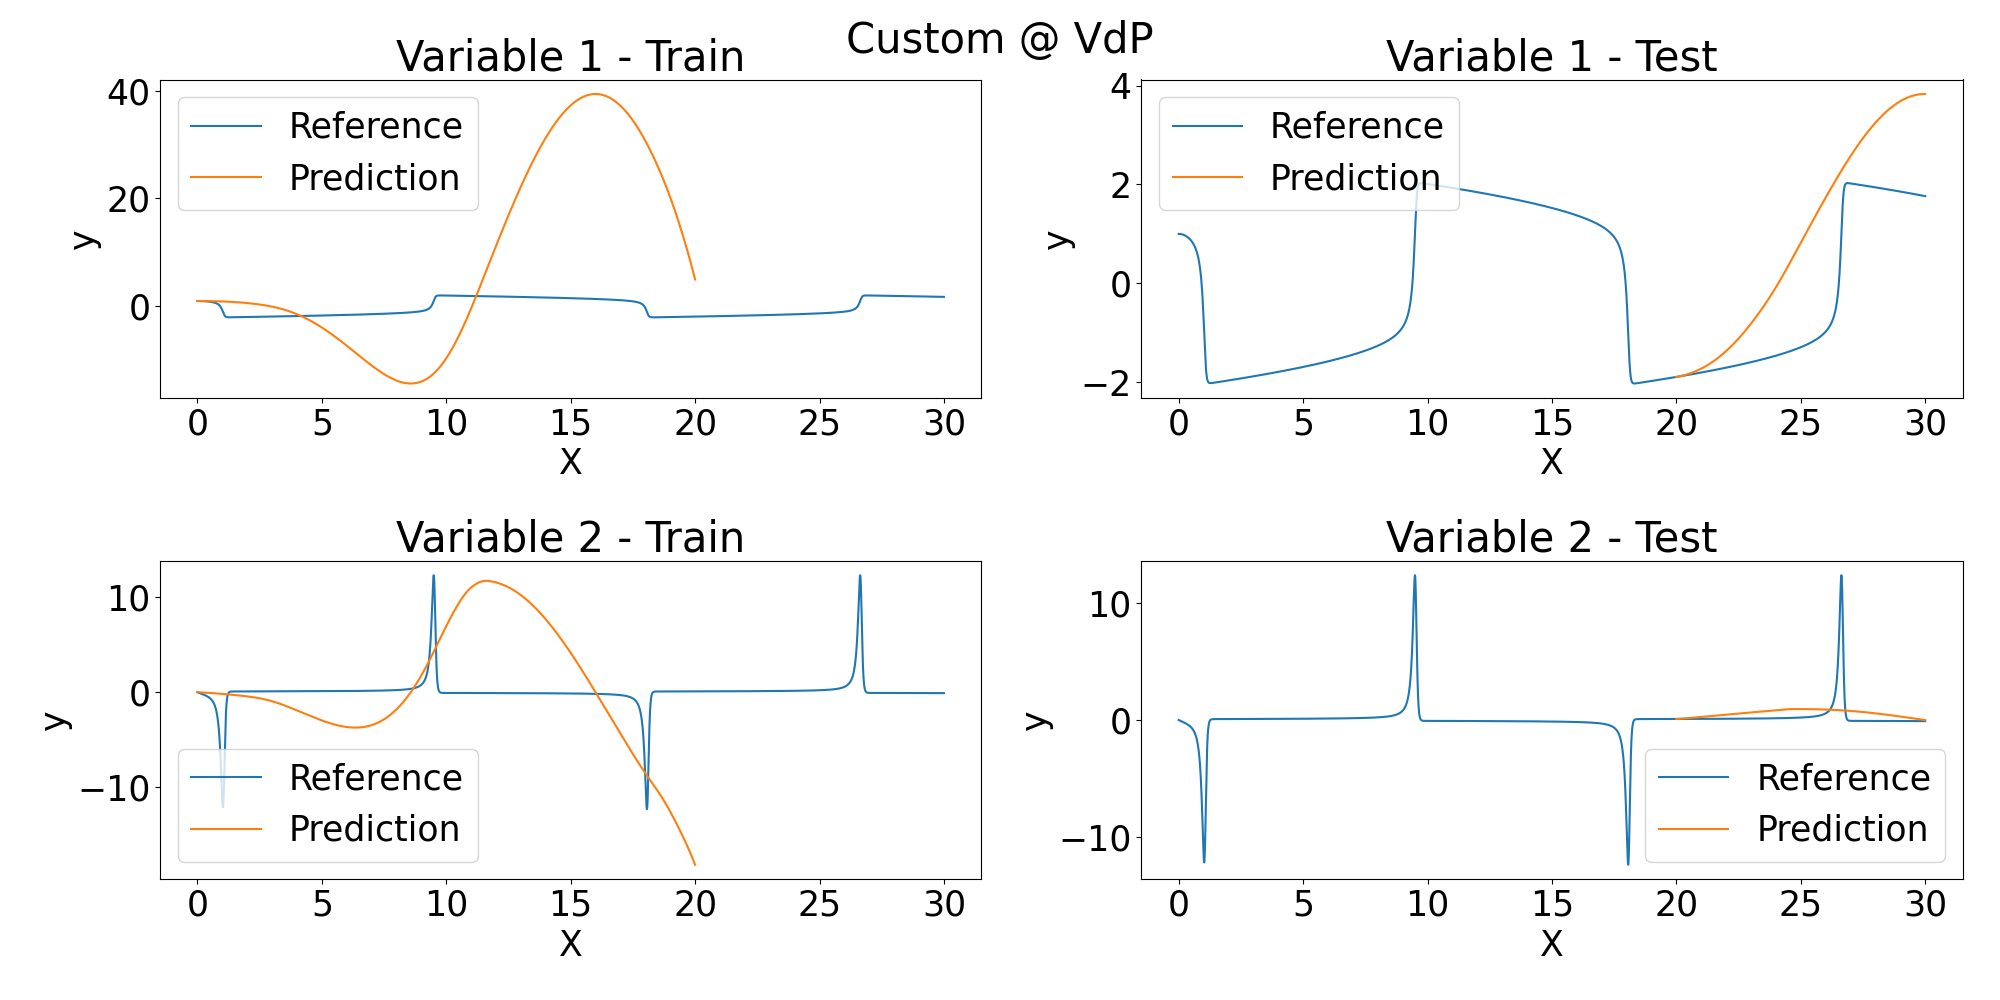 Custom @ VdP
Variable 1 - Train
40
20
0
y
Reference
Prediction
0 5 10 15 20 25 30
X
Variable 1 - Test
4
2
0
−2
y
Reference
Prediction
0 5 10 15 20 25 30
X
Variable 2 - Train
10
0
−10
y
Reference
Prediction
0 5 10 15 20 25 30
X
Variable 2 - Test
10
0
−10
y
Reference
Prediction
0 5 10 15 20 25 30
X